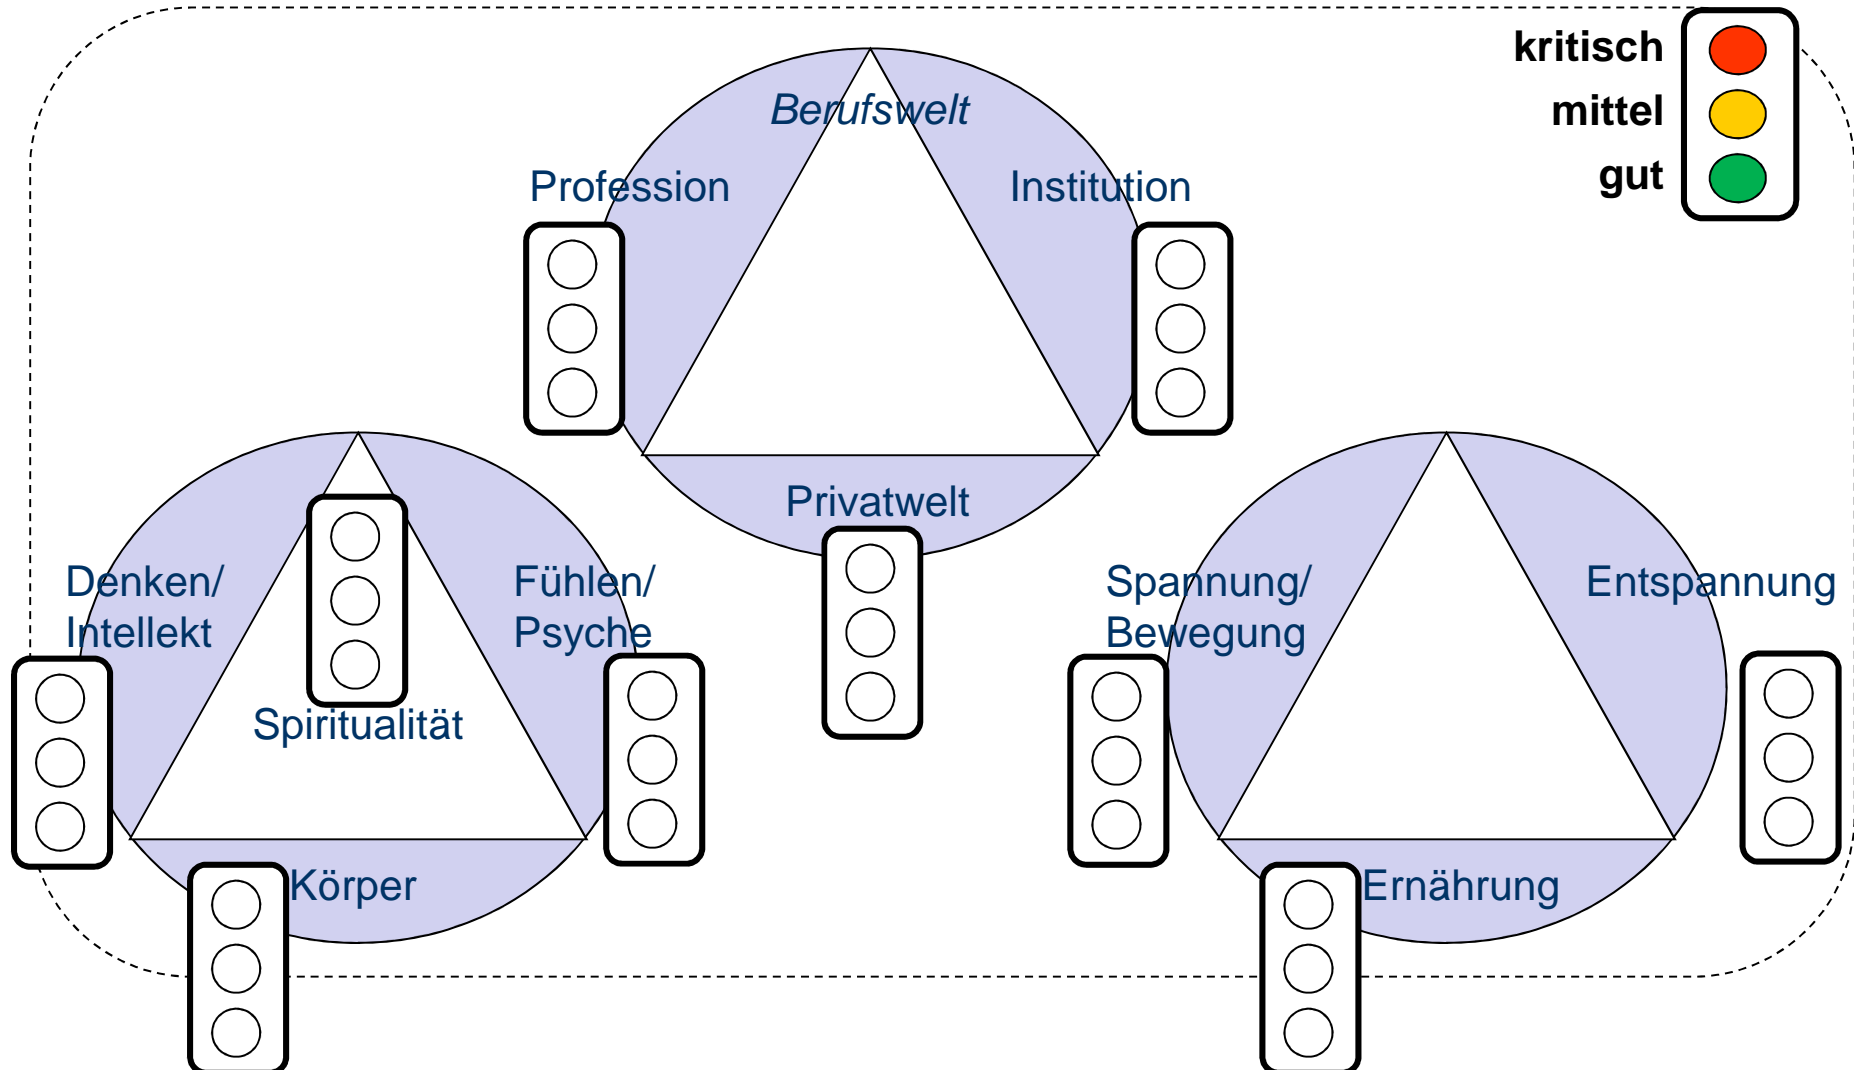 kritisch
mittel
gut
Berufswelt
Profession
Institution
Privatwelt
Denken/
Intellekt
Fühlen/
Psyche
Spiritualität
Körper
Spannung/
Bewegung
Entspannung
Ernährung